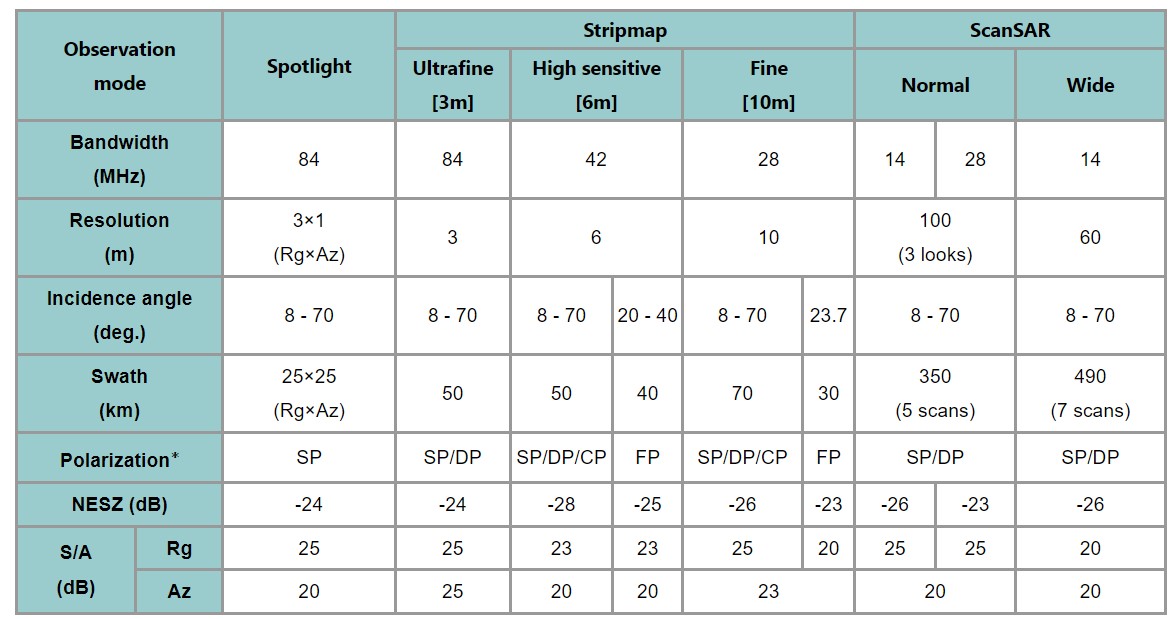 Observation mode Spotlight Stripmap ScanSAR
Ultrafine [3m] High sensitive [6m] Fine [10m] Normal Wide
Bandwidth (MHz) 84 84 42 28 14 28 14
Resolution (m) 3×1 (Rg×Az) 3 6 10 100 (3 looks) 60
Incidence angle (deg.) 8 - 70 8 - 70 8 - 70 20 - 40 8 - 70 23.7 8 - 70 8 - 70
Swath (km) 25×25 (Rg×Az) 50 50 40 70 30 350 (5 scans) 490 (7 scans)
Polarization* SP SP/DP SP/DP/CP FP SP/DP/CP FP SP/DP SP/DP
NESZ (dB) -24 -24 -28 -25 -26 -23 -26 -23 -26
S/A (dB) Rg 25 25 23 23 25 20 25 25 20
Az 20 25 20 20 23 20 20